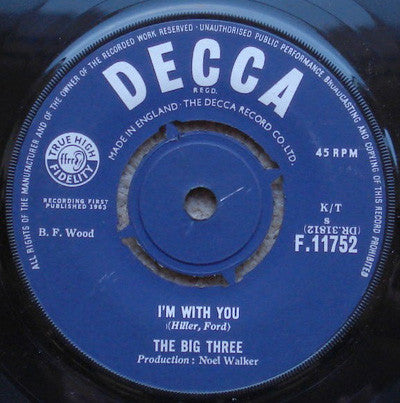 ALL RIGHTS OF THE MANUFACTURER AND OF THE OWNER OF THE RECORDED WORK RESERVED · UNAUTHORISED PUBLIC PERFORMANCE BROADCASTING AND COPYING OF THIS RECORD PROHIBITED
DECCA
REGD.
MADE IN ENGLAND · THE DECCA RECORD CO. LTD.
TRUE HIGH
ffrr
FIDELITY
45 RPM
RECORDING FIRST
PUBLISHED 1963
K/T
s
B. F. Wood
(DR.31812)
F.11752
I'M WITH YOU
(Hiller, Ford)
THE BIG THREE
Production : Noel Walker